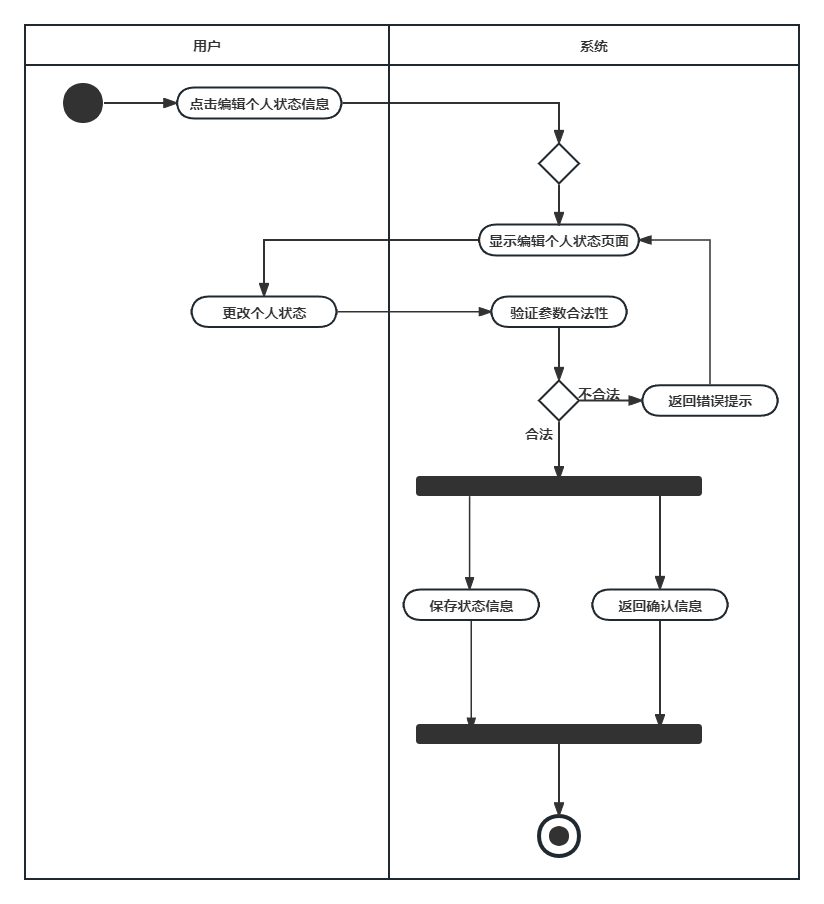 用户
系统
点击编辑个人状态信息
显示编辑个人状态页面
更改个人状态
验证参数合法性
不合法
返回错误提示
合法
保存状态信息
返回确认信息